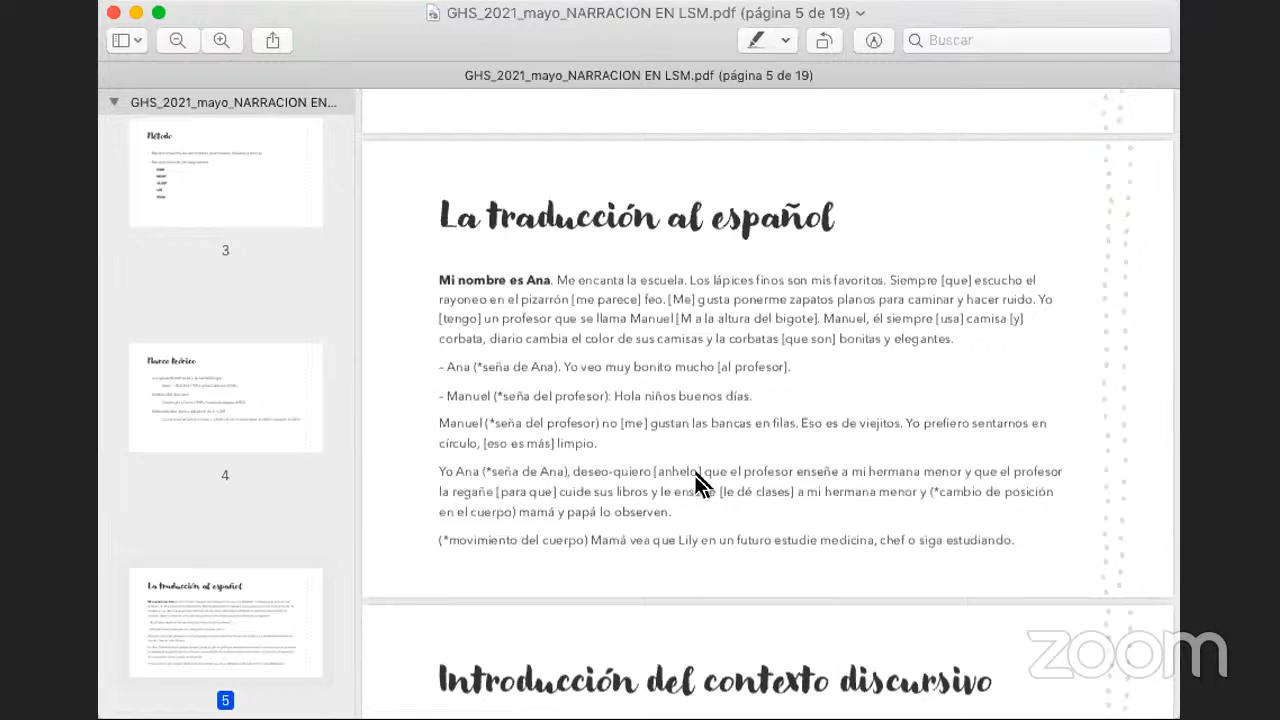 GHS_2021_mayo_NARRACION EN LSM.pdf (página 5 de 19)
Buscar
GHS_2021_mayo_NARRACION EN LSM.pdf (página 5 de 19)
GHS_2021_mayo_NARRACION EN...
Método
3
Marco teórico
4
La traducción al español
5
La traducción al español
Mi nombre es Ana. Me encanta la escuela. Los lápices finos son mis favoritos. Siempre [que] escucho el
rayoneo en el pizarrón [me parece] feo. [Me] gusta ponerme zapatos planos para caminar y hacer ruido. Yo
[tengo] un profesor que se llama Manuel [M a la altura del bigote]. Manuel, él siempre [usa] camisa [y]
corbata, diario cambia el color de sus camisas y la corbatas [que son] bonitas y elegantes.
- Ana (*seña de Ana). Yo veo muy bonito mucho [al profesor].
- Manuel (*seña del profesor): Hola niños buenos días.
Manuel (*seña del profesor) no [me] gustan las bancas en filas. Eso es de viejitos. Yo prefiero sentarnos en
círculo, [eso es más] limpio.
Yo Ana (*seña de Ana), deseo-quiero [anhelo] que el profesor enseñe a mi hermana menor y que el profesor
la regañe [para que] cuide sus libros y le enseñe [le dé clases] a mi hermana menor y (*cambio de posición
en el cuerpo) mamá y papá lo observen.
(*movimiento del cuerpo) Mamá vea que Lily en un futuro estudie medicina, chef o siga estudiando.
Introducción del contexto discursivo
zoom